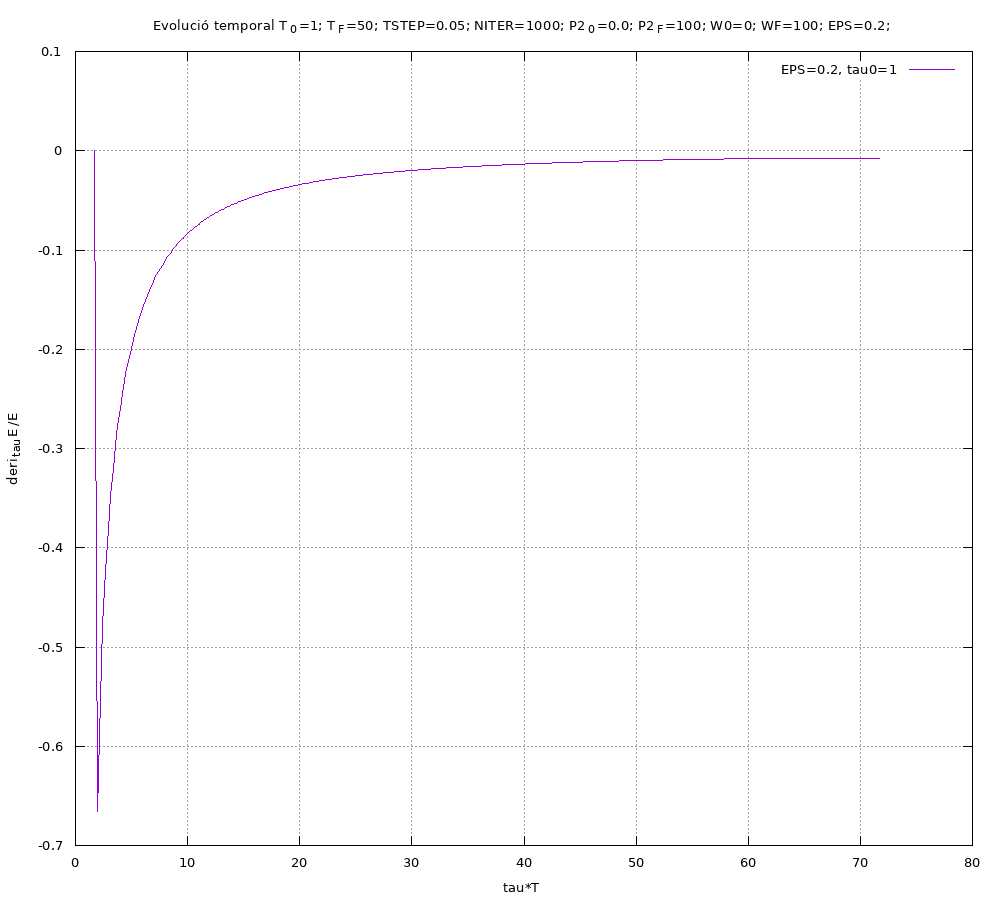 Evolució temporal T 0=1; T F=50; TSTEP=0.05; NITER=1000; P2 0=0.0; P2 F=100; W0=0; WF=100; EPS=0.2;
EPS=0.2, tau0=1
0.1
0
-0.1
-0.2
-0.3
-0.4
-0.5
-0.6
-0.7
deri tau E /E
0 10 20 30 40 50 60 70 80
tau*T